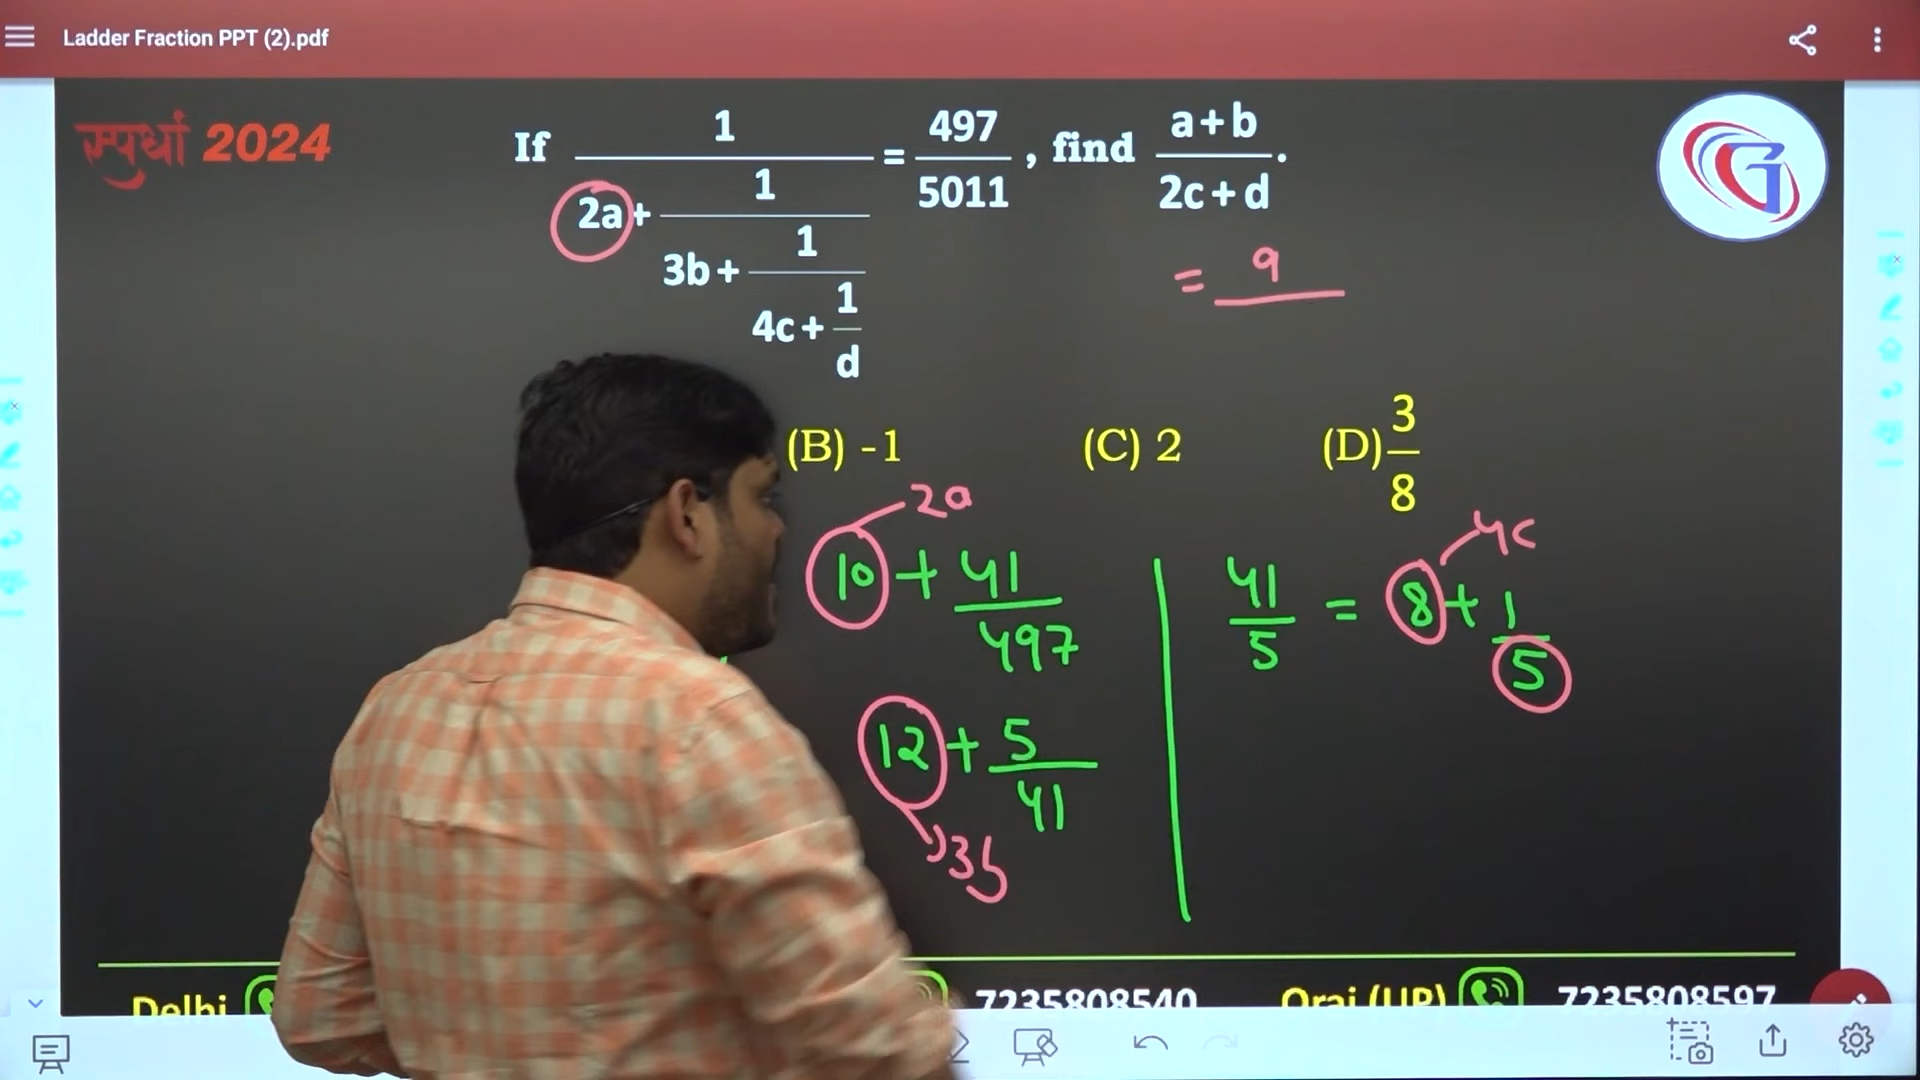 Ladder Fraction PPT (2).pdf
स्पर्धा 2024
If 1/(2a+1/(3b+1/(4c+1/d))) = 497/5011, find (a+b)/(2c+d).
= 9
(B) -1 (C) 2 (D) 3/8
2a
10 + 41/497
4c
41/5 = 8 + 1/5
12 + 5/41
3b
Delhi 7235808540 Orai (UP) 7235808597
G